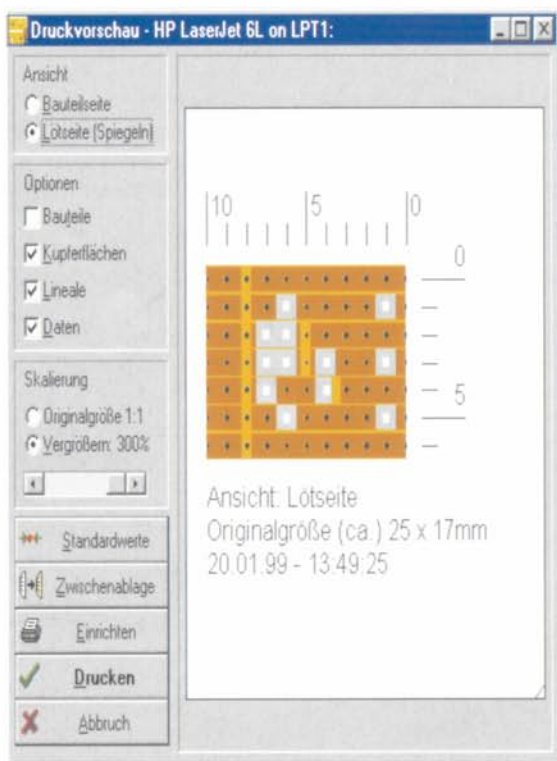 Druckvorschau - HP LaserJet 6L on LPT1:
Ansicht
Bauteilseite
Lötseite (Spiegeln)
Optionen
Bauteile
Kupferflächen
Lineale
Daten
Skalierung
Originalgröße 1:1
Vergrößern: 300%
Standardwerte
Zwischenablage
Einrichten
Drucken
Abbruch
10 5 0
0
5
Ansicht: Lötseite
Originalgröße (ca.) 25 x 17mm
20.01.99 - 13:49:25